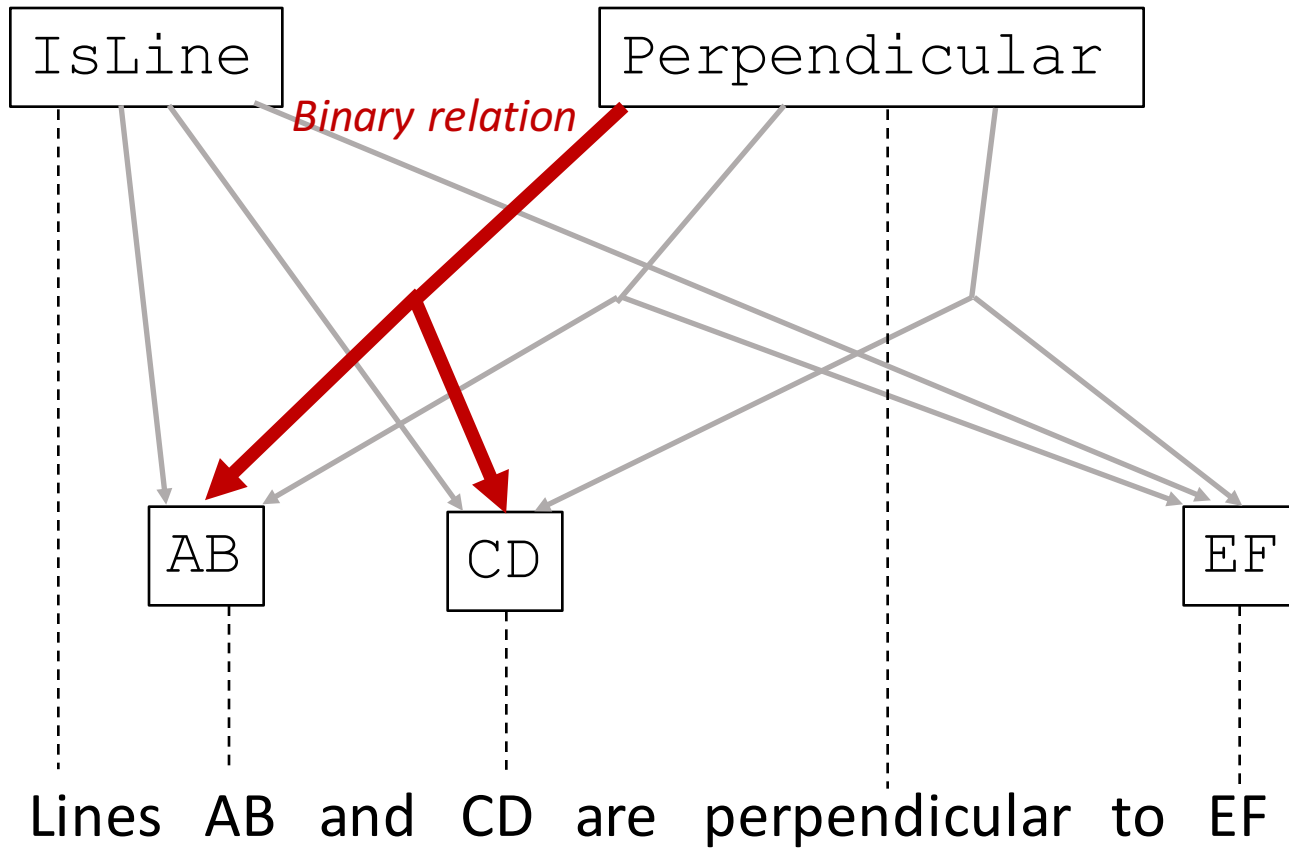 IsLine
Perpendicular
Binary relation
AB
CD
EF
Lines AB and CD are perpendicular to EF